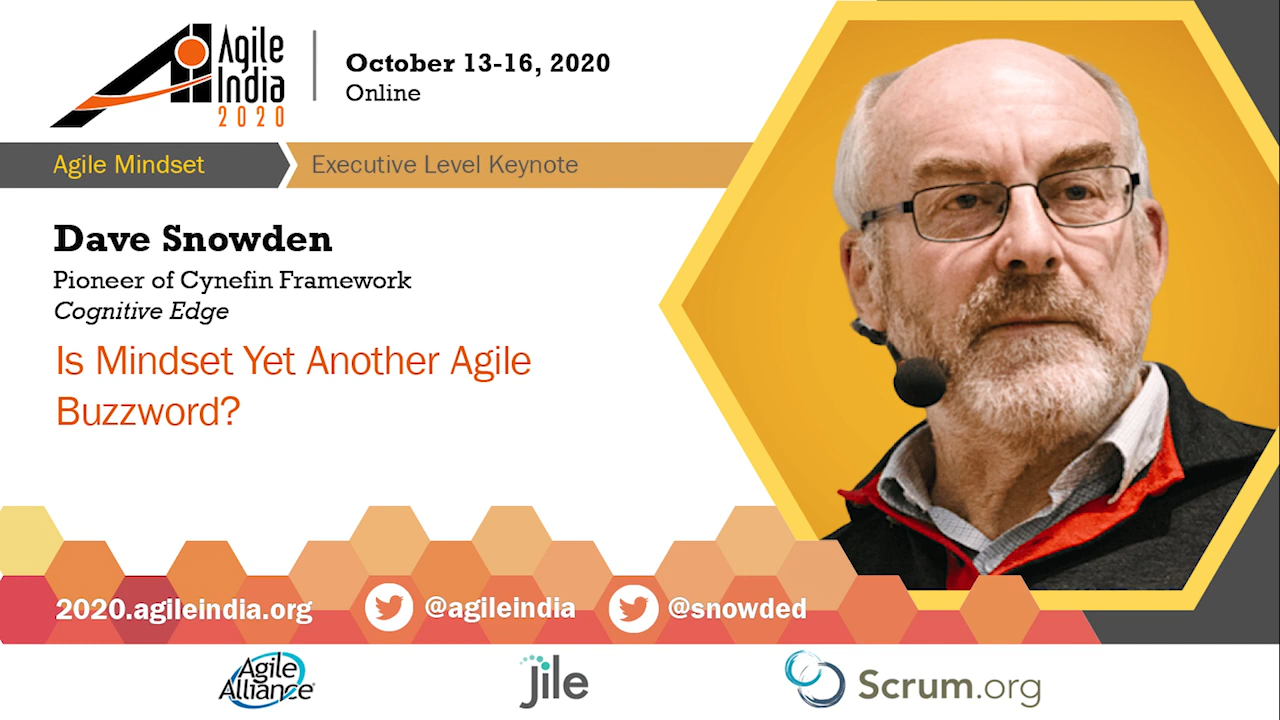 Agile
India
2020
October 13-16, 2020
Online
Agile Mindset
Executive Level Keynote
Dave Snowden
Pioneer of Cynefin Framework
Cognitive Edge
Is Mindset Yet Another Agile
Buzzword?
2020.agileindia.org
@agileindia
@snowded
Agile
Alliance®
jile
Scrum.org